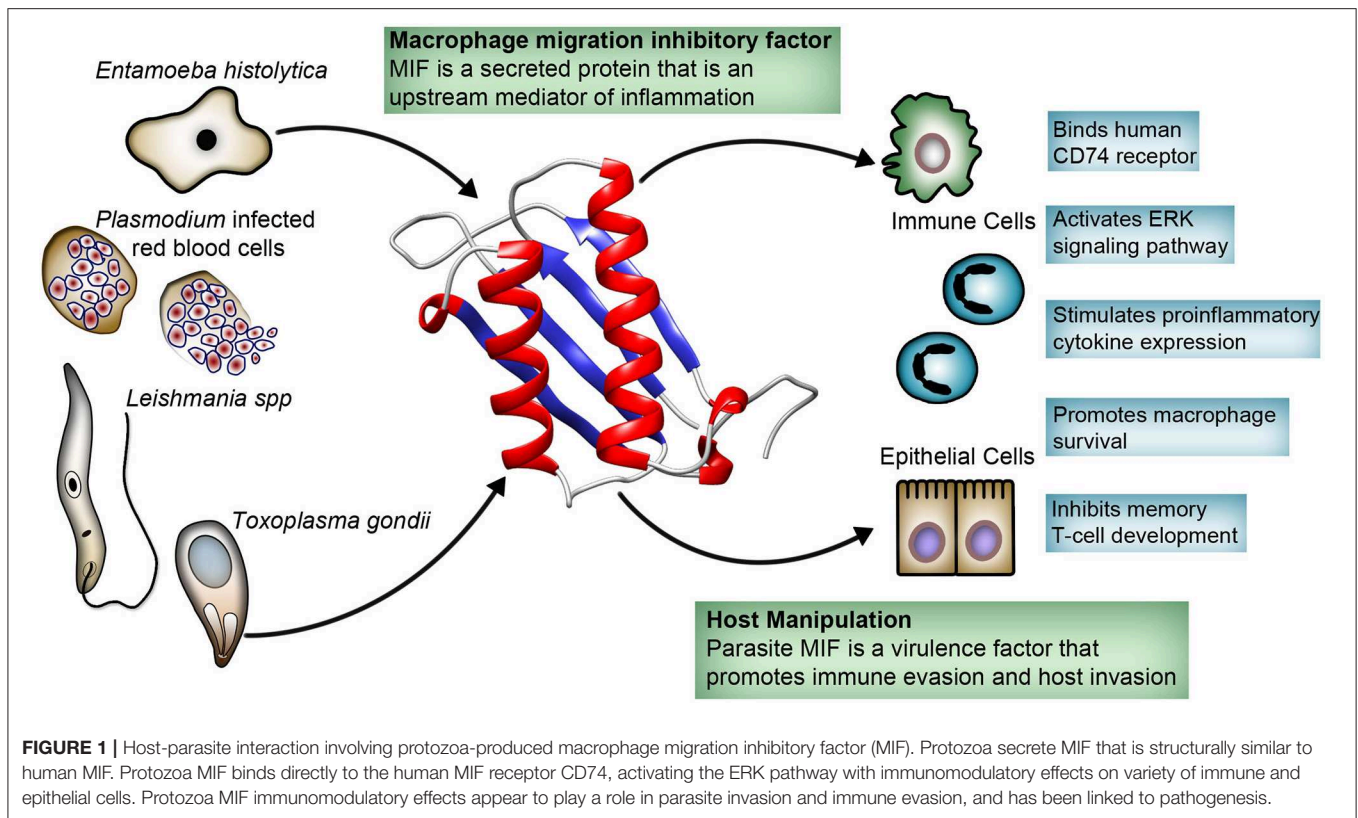 Macrophage migration inhibitory factor
MIF is a secreted protein that is an
upstream mediator of inflammation
Entamoeba histolytica
Plasmodium infected
red blood cells
Leishmania spp
Toxoplasma gondii
Immune Cells
Epithelial Cells
Binds human
CD74 receptor
Activates ERK
signaling pathway
Stimulates proinflammatory
cytokine expression
Promotes macrophage
survival
Inhibits memory
T-cell development
Host Manipulation
Parasite MIF is a virulence factor that
promotes immune evasion and host invasion
FIGURE 1 | Host-parasite interaction involving protozoa-produced macrophage migration inhibitory factor (MIF). Protozoa secrete MIF that is structurally similar to
human MIF. Protozoa MIF binds directly to the human MIF receptor CD74, activating the ERK pathway with immunomodulatory effects on variety of immune and
epithelial cells. Protozoa MIF immunomodulatory effects appear to play a role in parasite invasion and immune evasion, and has been linked to pathogenesis.